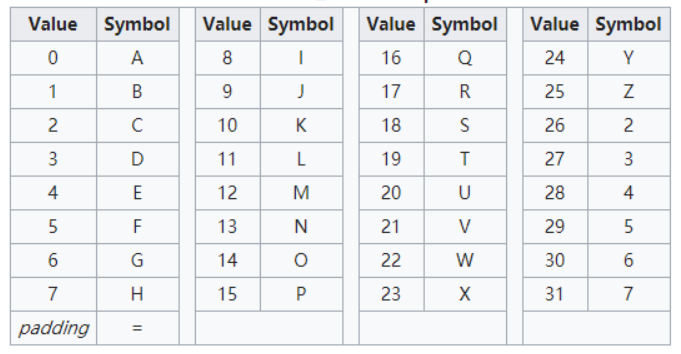 Value Symbol Value Symbol Value Symbol Value Symbol
0 A 8 I 16 Q 24 Y
1 B 9 J 17 R 25 Z
2 C 10 K 18 S 26 2
3 D 11 L 19 T 27 3
4 E 12 M 20 U 28 4
5 F 13 N 21 V 29 5
6 G 14 O 22 W 30 6
7 H 15 P 23 X 31 7
padding =